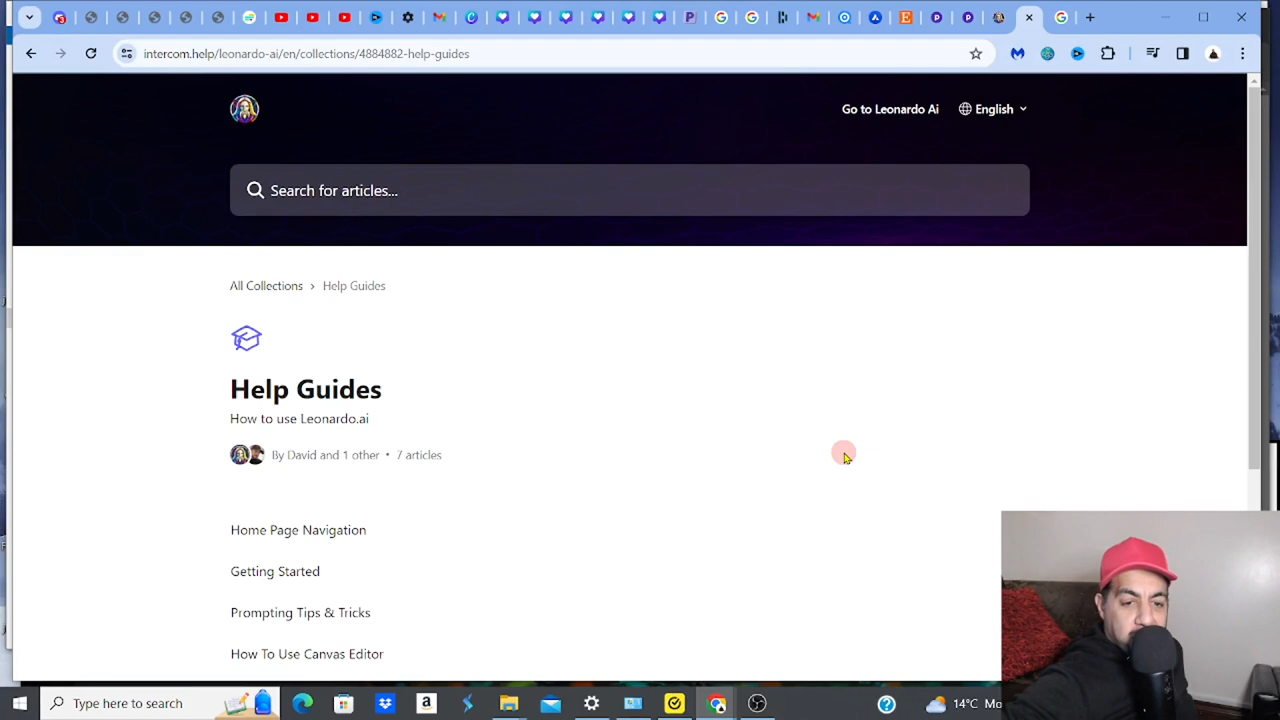 intercom.help/leonardo-ai/en/collections/4884882-help-guides
Go to Leonardo Ai
English
Search for articles...
All Collections › Help Guides
Help Guides
How to use Leonardo.ai
By David and 1 other • 7 articles
Home Page Navigation
Getting Started
Prompting Tips & Tricks
How To Use Canvas Editor
Type here to search
14°C Mo